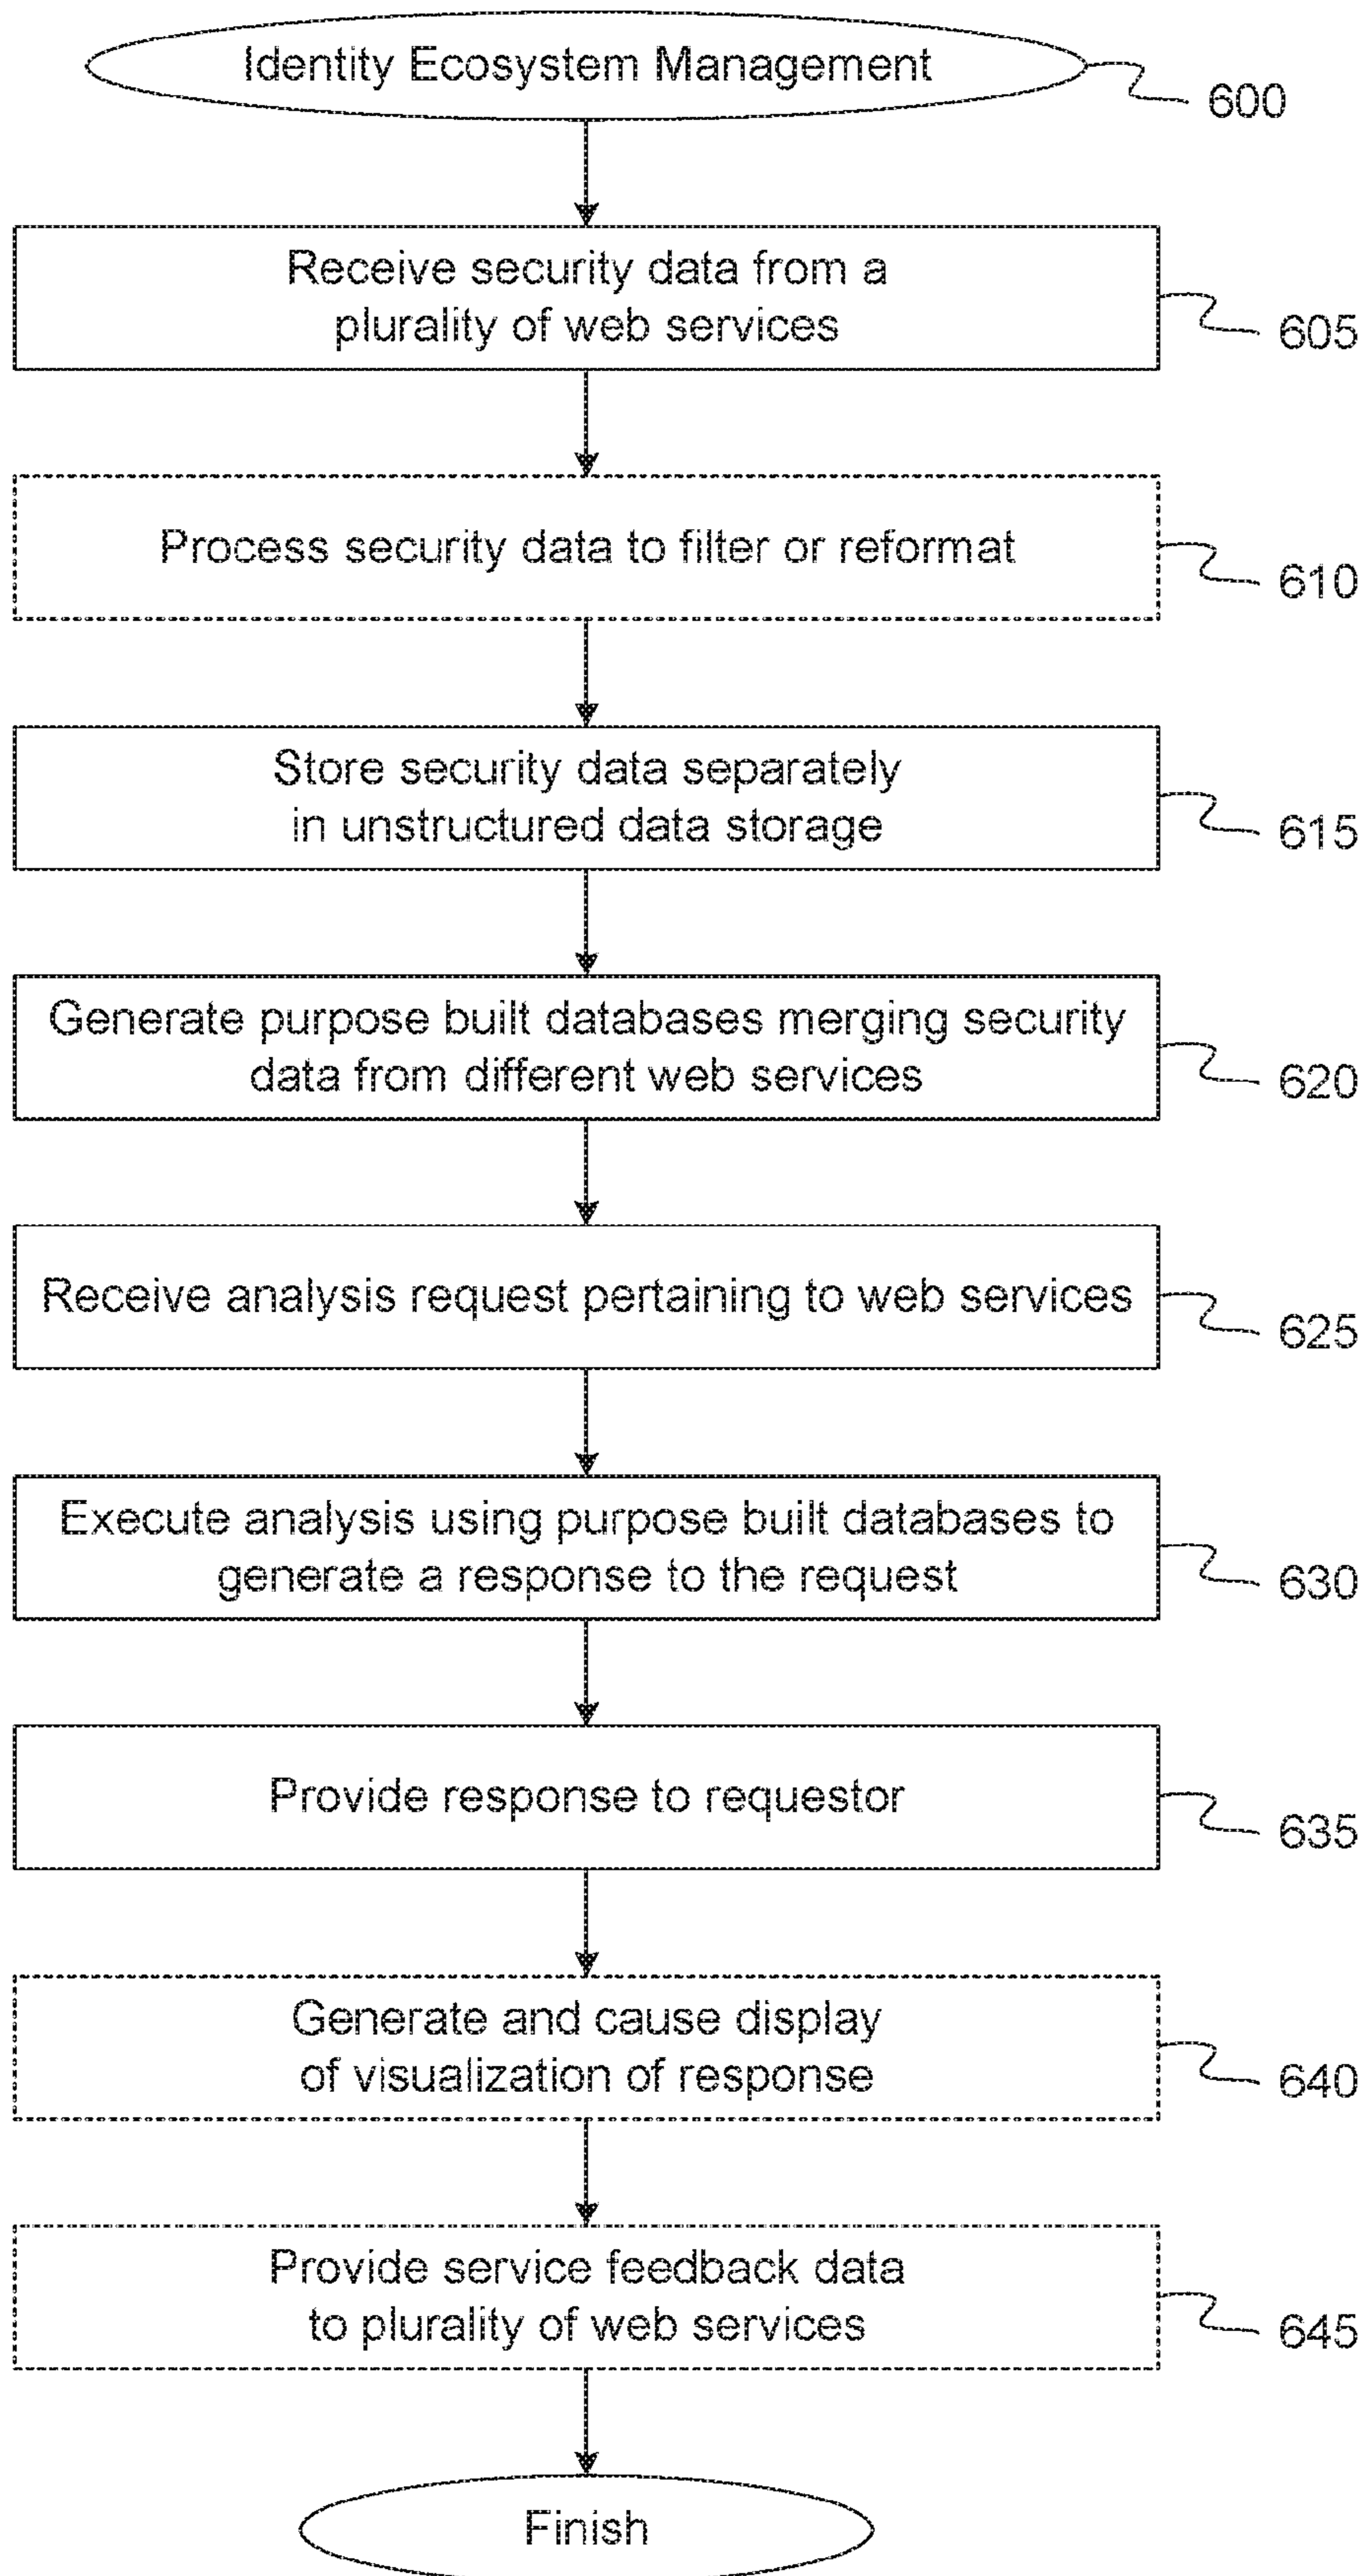 Identity Ecosystem Management
600
Receive security data from a
plurality of web services
605
Process security data to filter or reformat
610
Store security data separately
in unstructured data storage
615
Generate purpose built databases merging security
data from different web services
620
Receive analysis request pertaining to web services
625
Execute analysis using purpose built databases to
generate a response to the request
630
Provide response to requestor
635
Generate and cause display
of visualization of response
640
Provide service feedback data
to plurality of web services
645
Finish